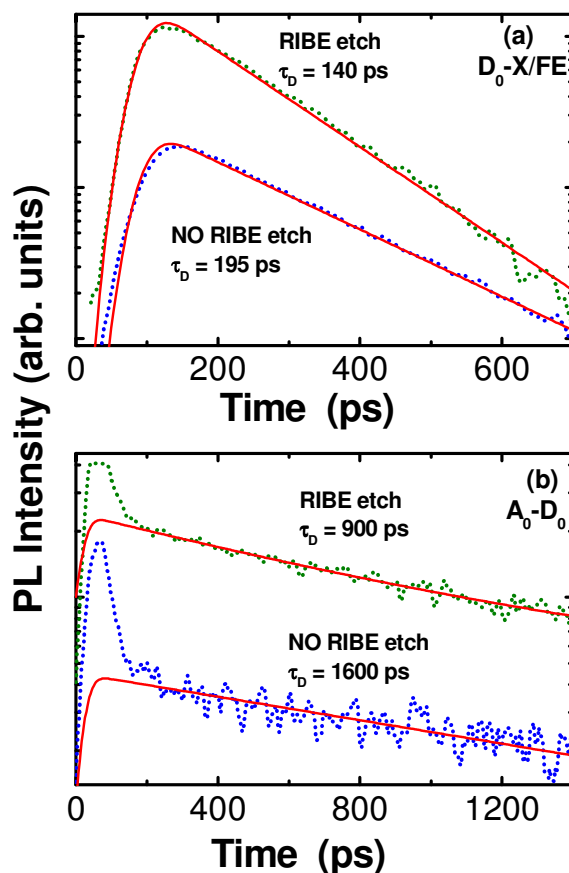 PL Intensity (arb. units)
RIBE etch
τD = 140 ps
(a)
D0-X/FE
NO RIBE etch
τD = 195 ps
0 200 400 600
Time (ps)
RIBE etch
τD = 900 ps
(b)
A0-D0
NO RIBE etch
τD = 1600 ps
0 400 800 1200
Time (ps)